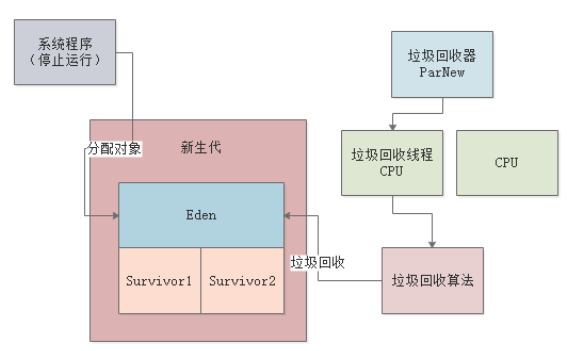 系统程序
（停止运行）
垃圾回收器
ParNew
分配对象
新生代
垃圾回收线程
CPU
CPU
Eden
垃圾回收
Survivor1
Survivor2
垃圾回收算法